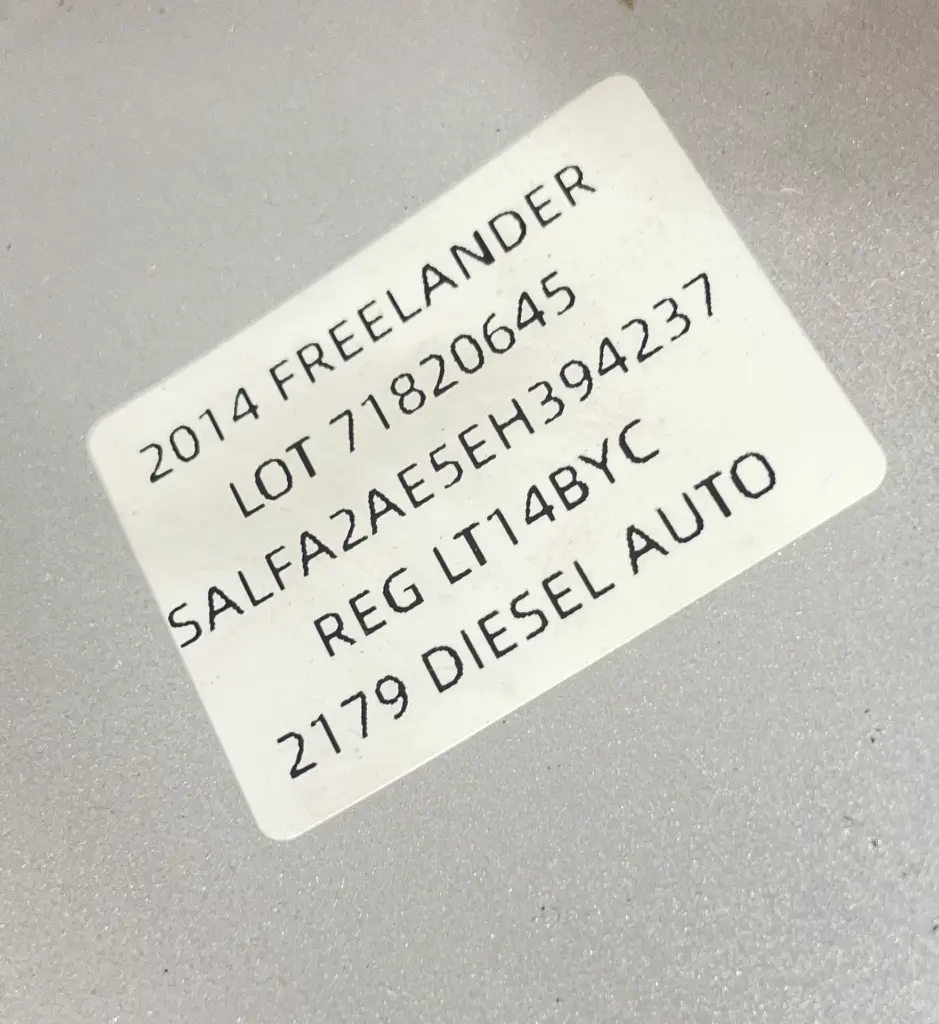 2014 FREELANDER
LOT 71820645
SALFA2AE5EH394237
REG LT14BYC
2179 DIESEL AUTO